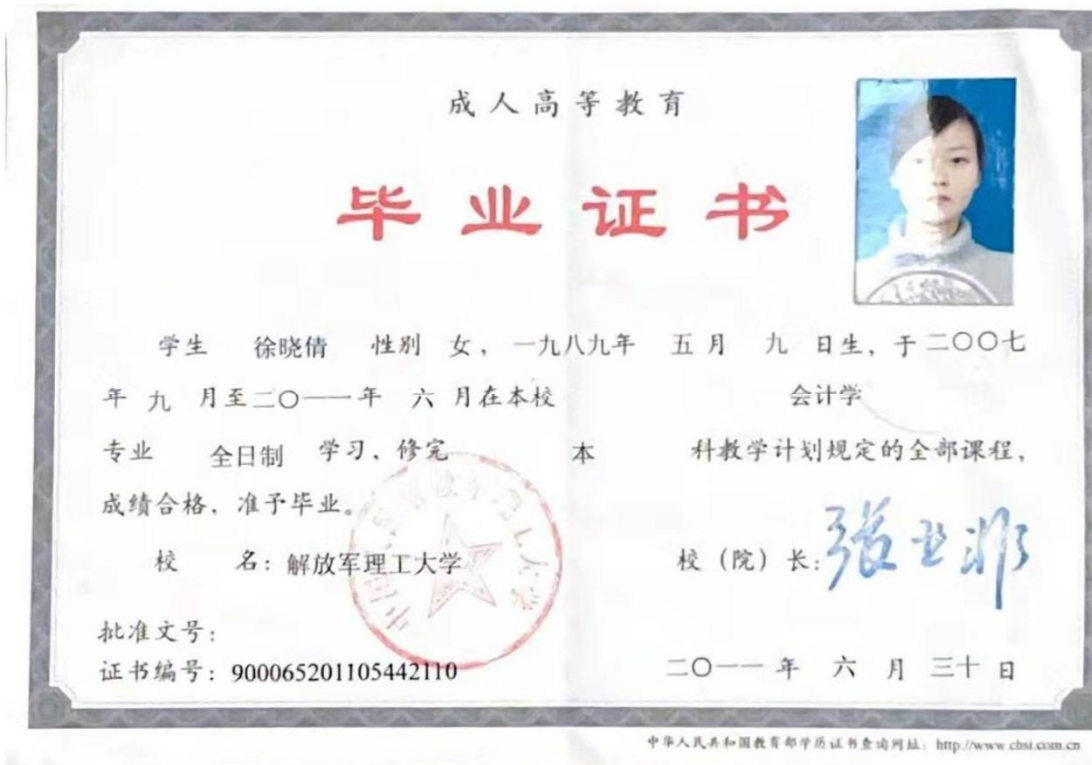 成人高等教育
毕业证书
学生 徐晓倩 性别 女，一九八九年 五月 九 日生，于二〇〇七
年 九 月至二〇一一年 六 月在本校 会计学
专业 全日制 学习、修完 本 科教学计划规定的全部课程，
成绩合格，准予毕业。
校 名：解放军理工大学 校（院）长：张亚非
批准文号：
证书编号：900065201105442110 二〇一一 年 六 月 三十 日
中华人民共和国教育部学历证书查询网址：http://www.chsi.com.cn